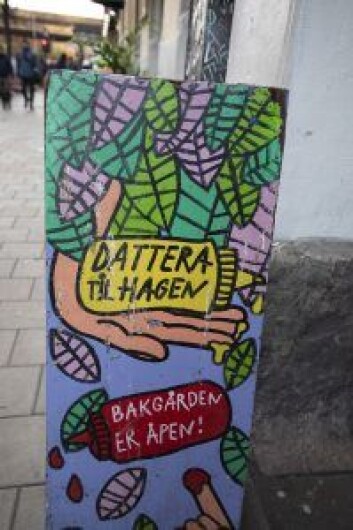 DATTERA
TIL HAGEN
BAKGÅRDEN
ER ÅPEN!